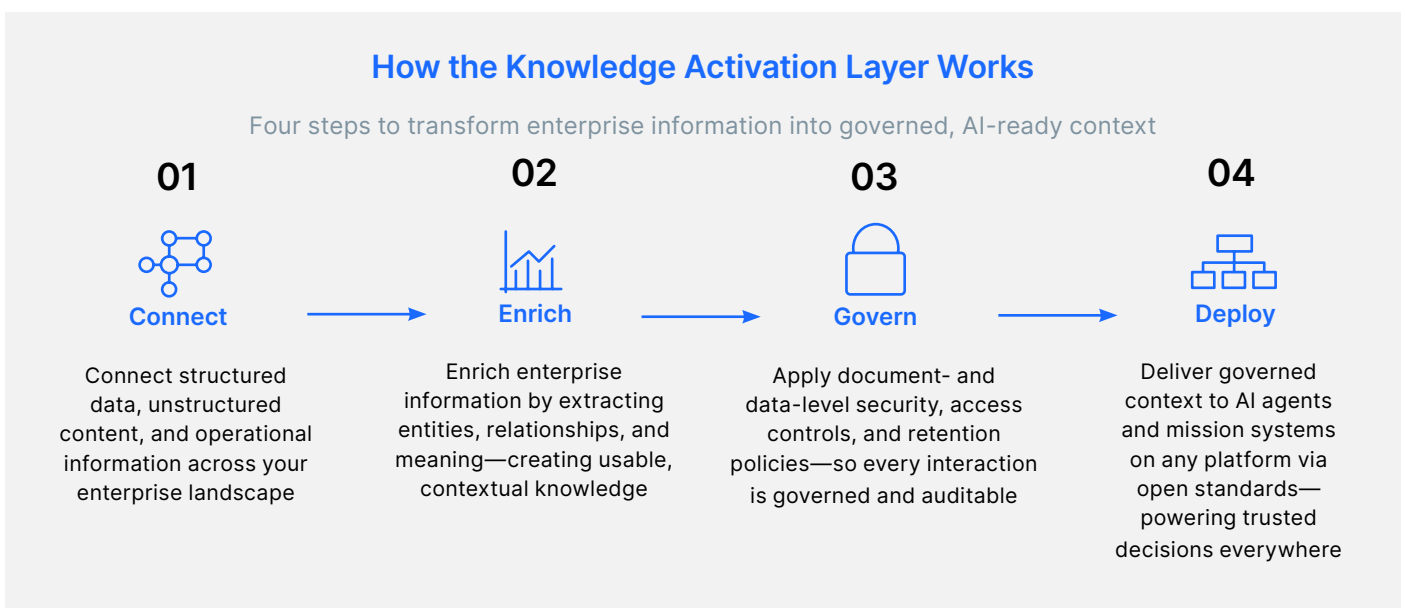 How the Knowledge Activation Layer Works
Four steps to transform enterprise information into governed, AI-ready context
01
Connect
Connect structured
data, unstructured
content, and operational
information across your
enterprise landscape
02
Enrich
Enrich enterprise
information by extracting
entities, relationships, and
meaning—creating usable,
contextual knowledge
03
Govern
Apply document- and
data-level security, access
controls, and retention
policies—so every interaction
is governed and auditable
04
Deploy
Deliver governed
context to AI agents
and mission systems
on any platform via
open standards—
powering trusted
decisions everywhere